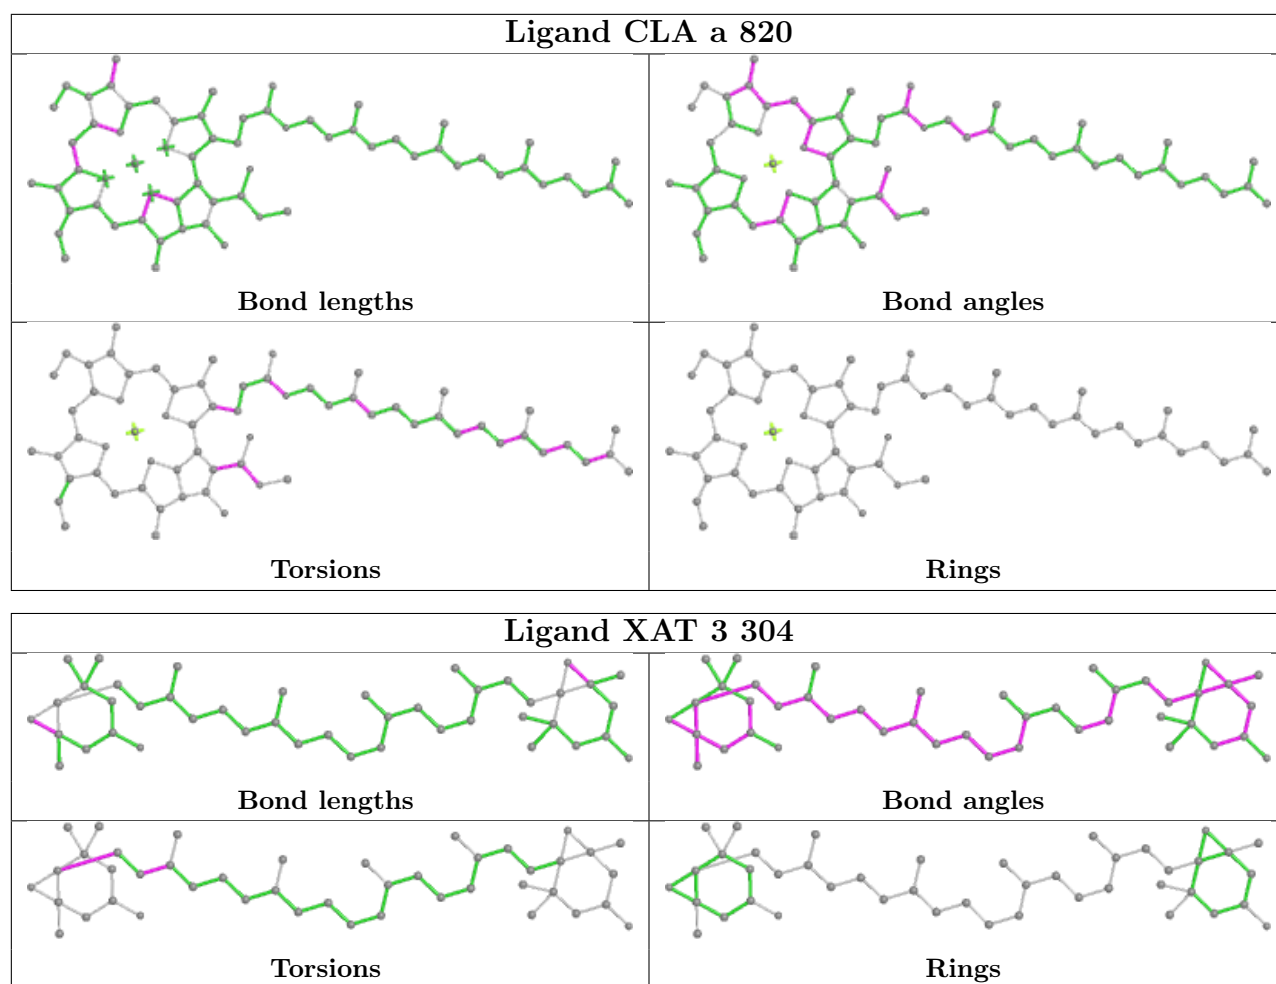 Ligand CLA a 820
Bond lengths
Bond angles
Torsions
Rings
Ligand XAT 3 304
Bond lengths
Bond angles
Torsions
Rings